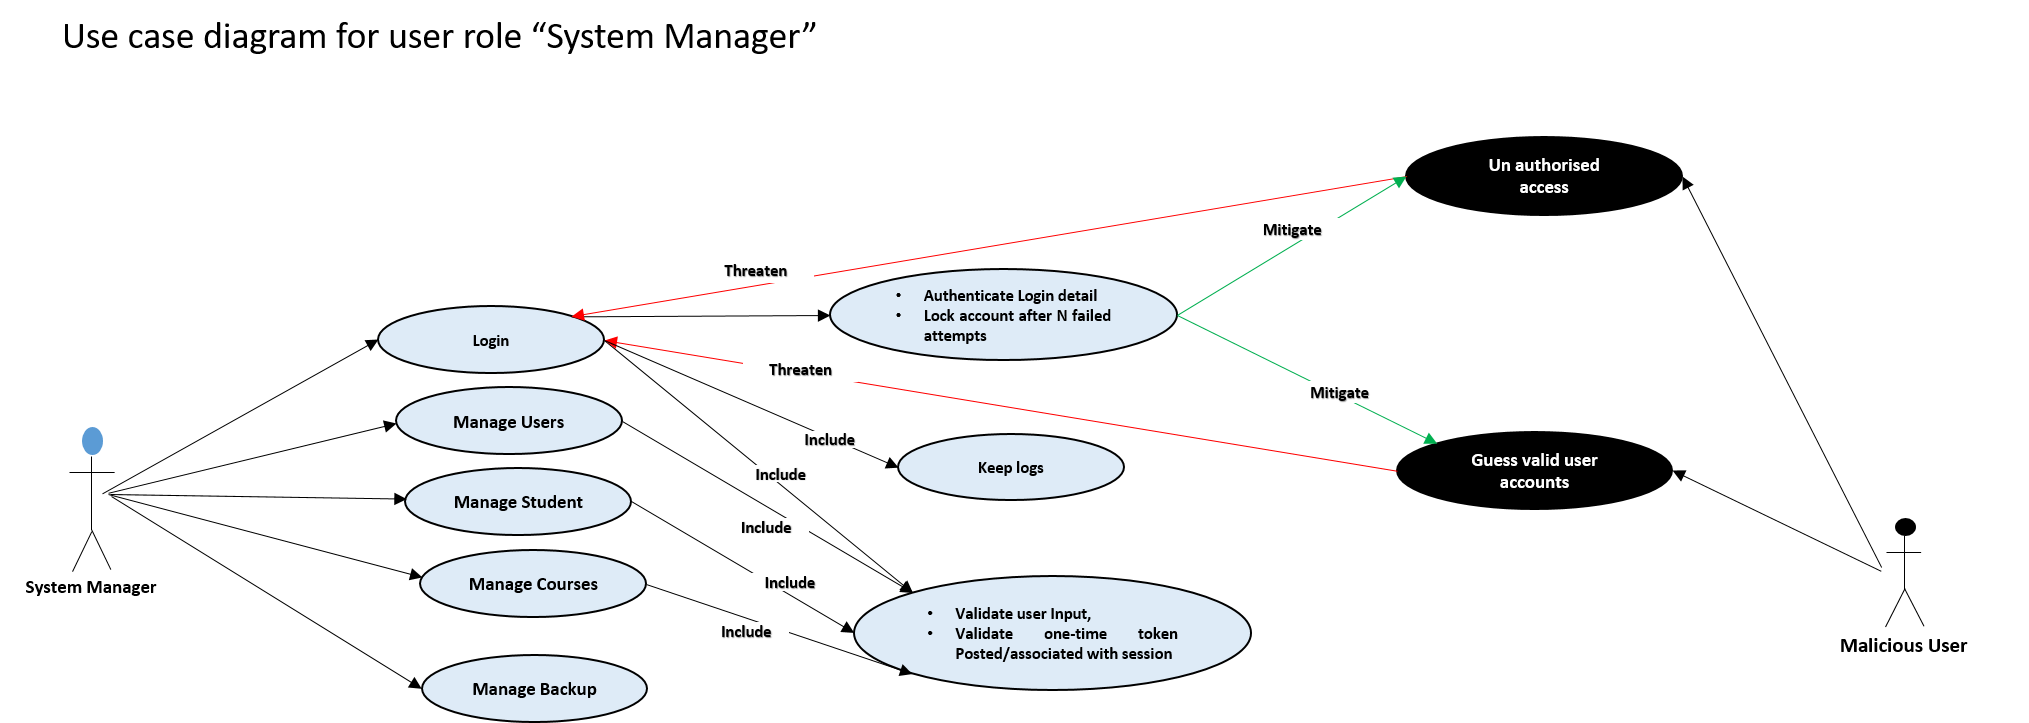 Use case diagram for user role “System Manager”
Un authorised
access
Mitigate
Threaten
• Authenticate Login detail
• Lock account after N failed
attempts
Login
Threaten
Mitigate
Manage Users
Include
Keep logs
Guess valid user
accounts
Include
Manage Student
Include
Manage Courses
Include
System Manager
Include
• Validate user Input,
• Validate one-time token
Posted/associated with session
Malicious User
Manage Backup